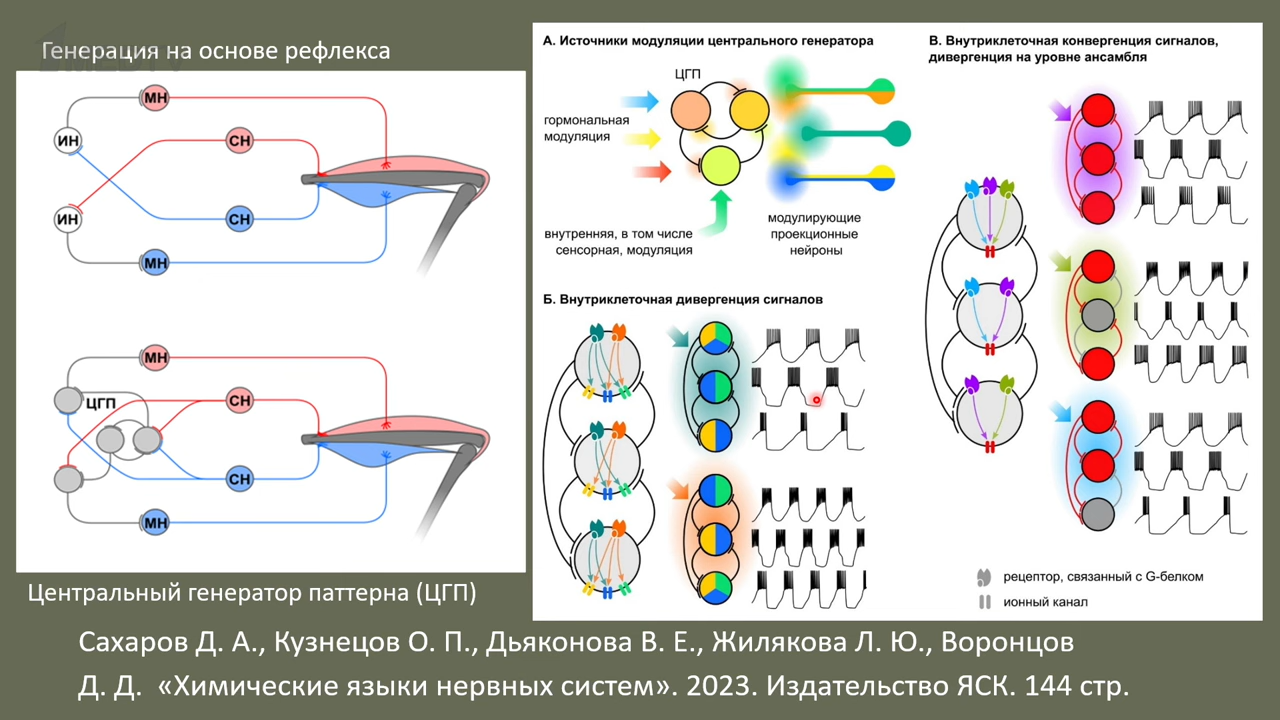 Генерация на основе рефлекса
МН
ИН
СН
ИН
СН
МН
МН
ЦГП
СН
СН
МН
Центральный генератор паттерна (ЦГП)
А. Источники модуляции центрального генератора
ЦГП
гормональная
модуляция
внутренняя, в том числе
сенсорная, модуляция
модулирующие
проекционные
нейроны
Б. Внутриклеточная дивергенция сигналов
В. Внутриклеточная конвергенция сигналов,
дивергенция на уровне ансамбля
рецептор, связанный с G-белком
ионный канал
Сахаров Д. А., Кузнецов О. П., Дьяконова В. Е., Жилякова Л. Ю., Воронцов
Д. Д. «Химические языки нервных систем». 2023. Издательство ЯСК. 144 стр.